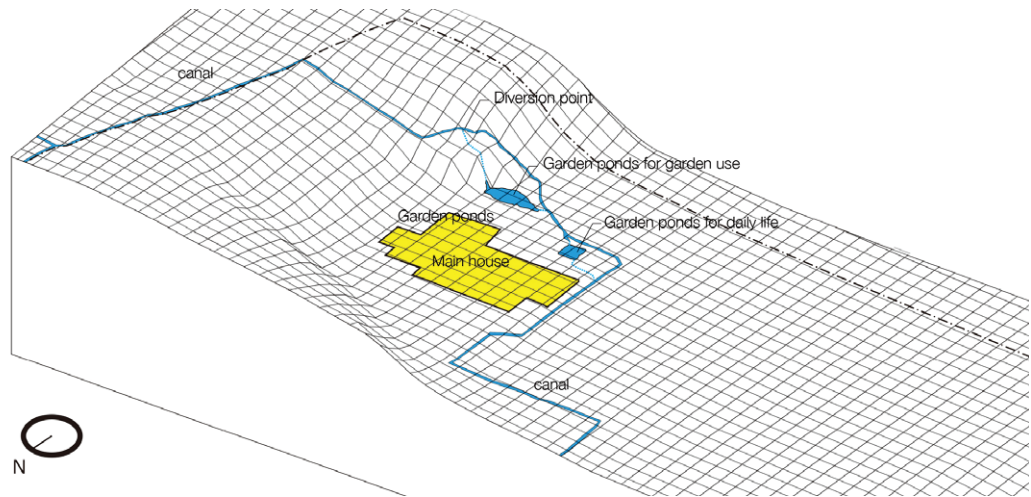 canal
Diversion point
Garden ponds for garden use
Garden ponds
Garden ponds for daily life
Main house
canal
N